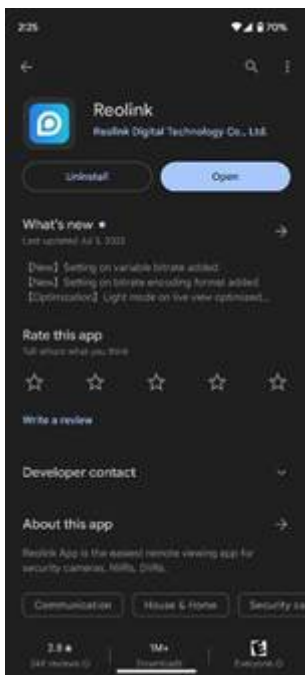 2:25
70%
Reolink
Reolink Digital Technology Co., Ltd.
Uninstall
Open
What's new
Last updated Jul 5, 2023
[New] Setting on variable bitrate added.
[New] Setting on bitrate encoding format added
[Optimization] Light mode on live view optimized...
Rate this app
Tell others what you think
Write a review
Developer contact
About this app
Reolink App is the easiest remote viewing app for
security cameras, NVRs, DVRs.
Communication
House & Home
Security
2.8
1M+
reviews
Downloads
Everyone